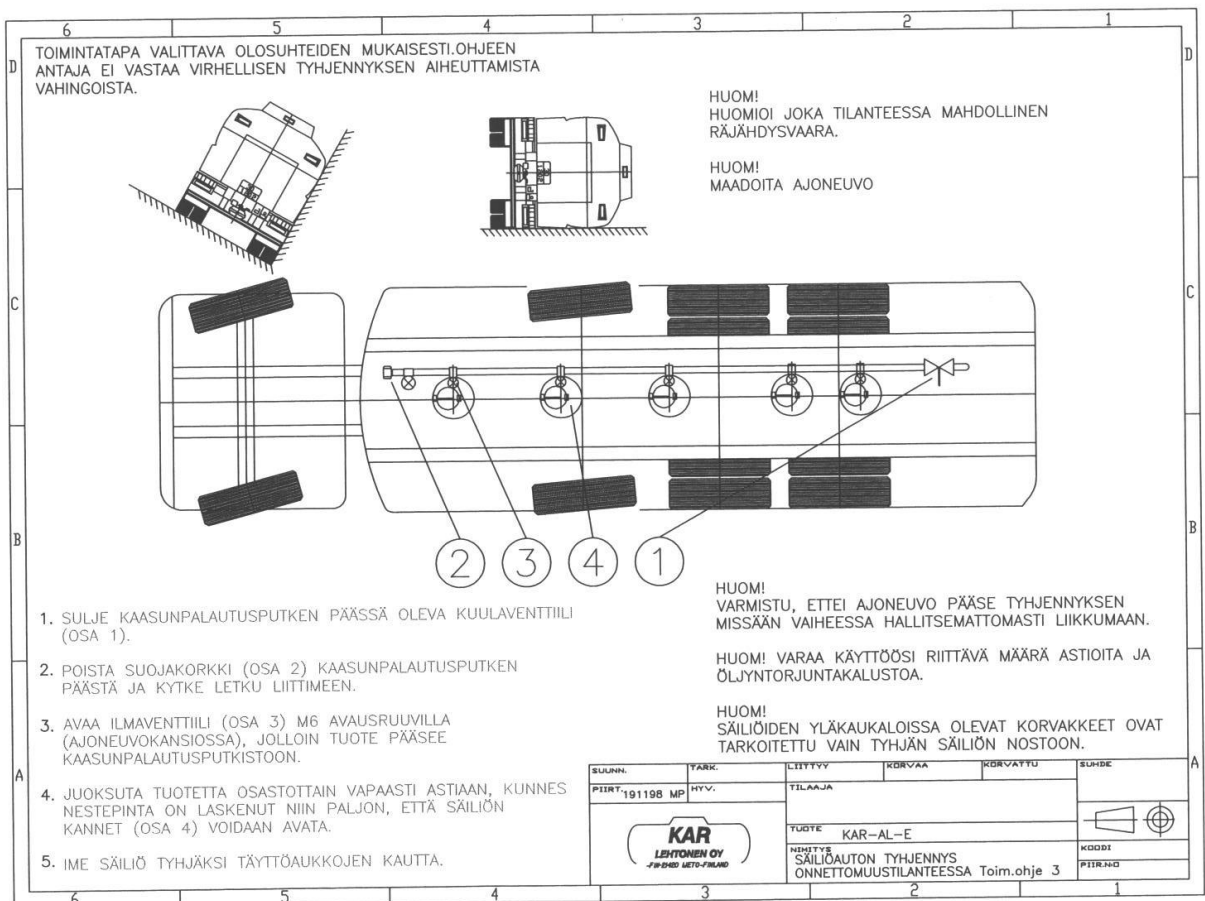 6 5 4 3 2 1
D
D
TOIMINTATAPA VALITTAVA OLOSUHTEIDEN MUKAISESTI.OHJEEN
ANTAJA EI VASTAA VIRHELLISEN TYHJENNYKSEN AIHEUTTAMISTA
VAHINGOISTA.
HUOM!
HUOMIOI JOKA TILANTEESSA MAHDOLLINEN
RÄJÄHDYSVAARA.
HUOM!
MAADOITA AJONEUVO
C
C
B
B
2 3 4 1
1. SULJE KAASUNPALAUTUSPUTKEN PÄÄSSÄ OLEVA KUULAVENTTIILI
(OSA 1).
2. POISTA SUOJAKORKKI (OSA 2) KAASUNPALAUTUSPUTKEN
PÄÄSTÄ JA KYTKE LETKU LIITTIMEEN.
3. AVAA ILMAVENTTIILI (OSA 3) M6 AVAUSRUUVILLA
(AJONEUVOKANSIOSSA), JOLLOIN TUOTE PÄÄSEE
KAASUNPALAUTUSPUTKISTOON.
4. JUOKSUTA TUOTETTA OSASTOTTAIN VAPAASTI ASTIAAN, KUNNES
NESTEPINTA ON LASKENUT NIIN PALJON, ETTÄ SÄILIÖN
KANNET (OSA 4) VOIDAAN AVATA.
5. IME SÄILIÖ TYHJÄKSI TÄYTTÖAUKKOJEN KAUTTA.
HUOM!
VARMISTU, ETTEI AJONEUVO PÄÄSE TYHJENNYKSEN
MISSÄÄN VAIHEESSA HALLITSEMATTOMASTI LIIKKUMAAN.
HUOM! VARAA KÄYTTÖÖSI RIITTÄVÄ MÄÄRÄ ASTIOITA JA
ÖLJYNTORJUNTAKALUSTOA.
HUOM!
SÄILIÖIDEN YLÄKAUKALOISSA OLEVAT KORVAKKEET OVAT
TARKOITETTU VAIN TYHJÄN SÄILIÖN NOSTOON.
A
A
SUUNN. TARK. LIITTYY KORVAA KORVATTU SUHDE
PIIRT. 191198 MP HYV. TILAAJA
KAR
LEHTONEN OY
TUOTE KAR-AL-E
NIMITYS
SÄILIÖAUTON TYHJENNYS
ONNETTOMUUSTILANTEESSA Toim.ohje 3
KOODI
PIIR.N:O
6 5 4 3 2 1